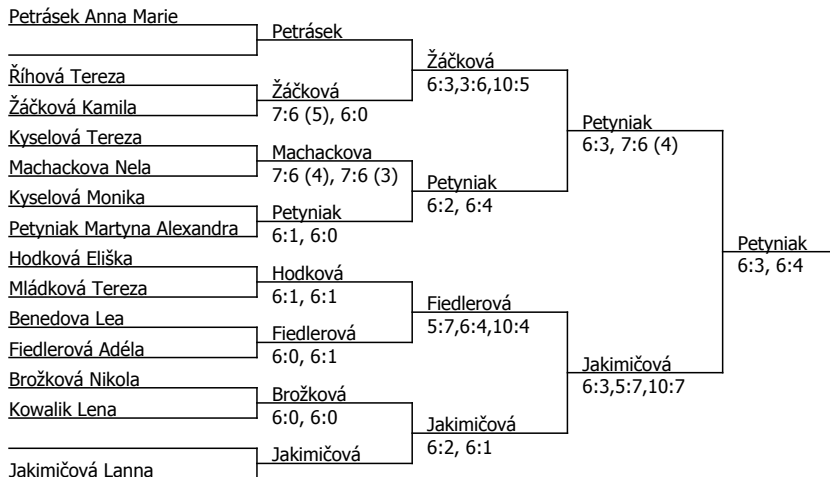 Petrásek Anna Marie
Petrásek
Žáčková
6:3,3:6,10:5
Říhová Tereza
Žáčková
7:6 (5), 6:0
Žáčková Kamila
Petyniak
6:3, 7:6 (4)
Kyselová Tereza
Machackova
7:6 (4), 7:6 (3)
Machackova Nela
Petyniak
6:2, 6:4
Kyselová Monika
Petyniak
6:1, 6:0
Petyniak Martyna Alexandra
Petyniak
6:3, 6:4
Hodková Eliška
Hodková
6:1, 6:1
Mládková Tereza
Fiedlerová
5:7,6:4,10:4
Benedova Lea
Fiedlerová
6:0, 6:1
Fiedlerová Adéla
Jakimičová
6:3,5:7,10:7
Brožková Nikola
Brožková
6:0, 6:0
Kowalik Lena
Jakimičová
6:2, 6:1
Jakimičová
Jakimičová Lanna